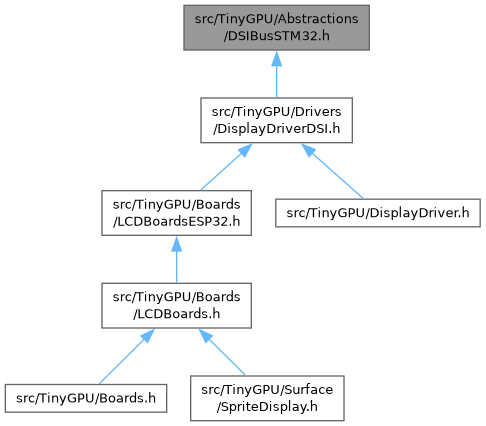 src/TinyGPU/Abstractions
/DSIBusSTM32.h
src/TinyGPU/Drivers
/DisplayDriverDSI.h
src/TinyGPU/Boards
/LCDBoardsESP32.h
src/TinyGPU/DisplayDriver.h
src/TinyGPU/Boards
/LCDBoards.h
src/TinyGPU/Boards.h
src/TinyGPU/Surface
/SpriteDisplay.h